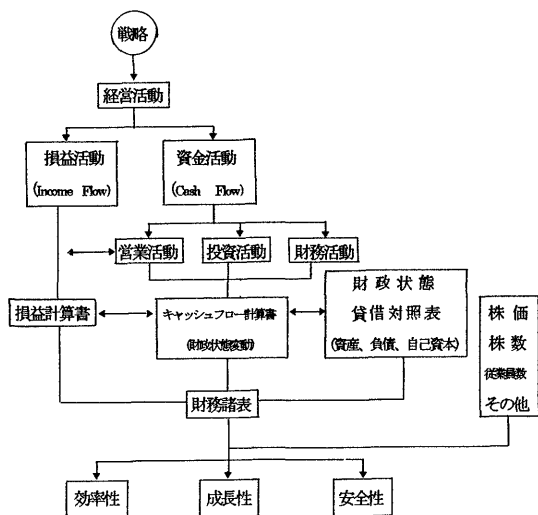 戦略
経営活動
損益活動
(Income Flow)
資金活動
(Cash Flow)
営業活動
投資活動
財務活動
損益計算書
キャッシュフロー計算書
(財政状態変動)
財政状態
貸借対照表
(資産、負債、自己資本)
株価
株数
従業員数
その他
財務諸表
効率性
成長性
安全性